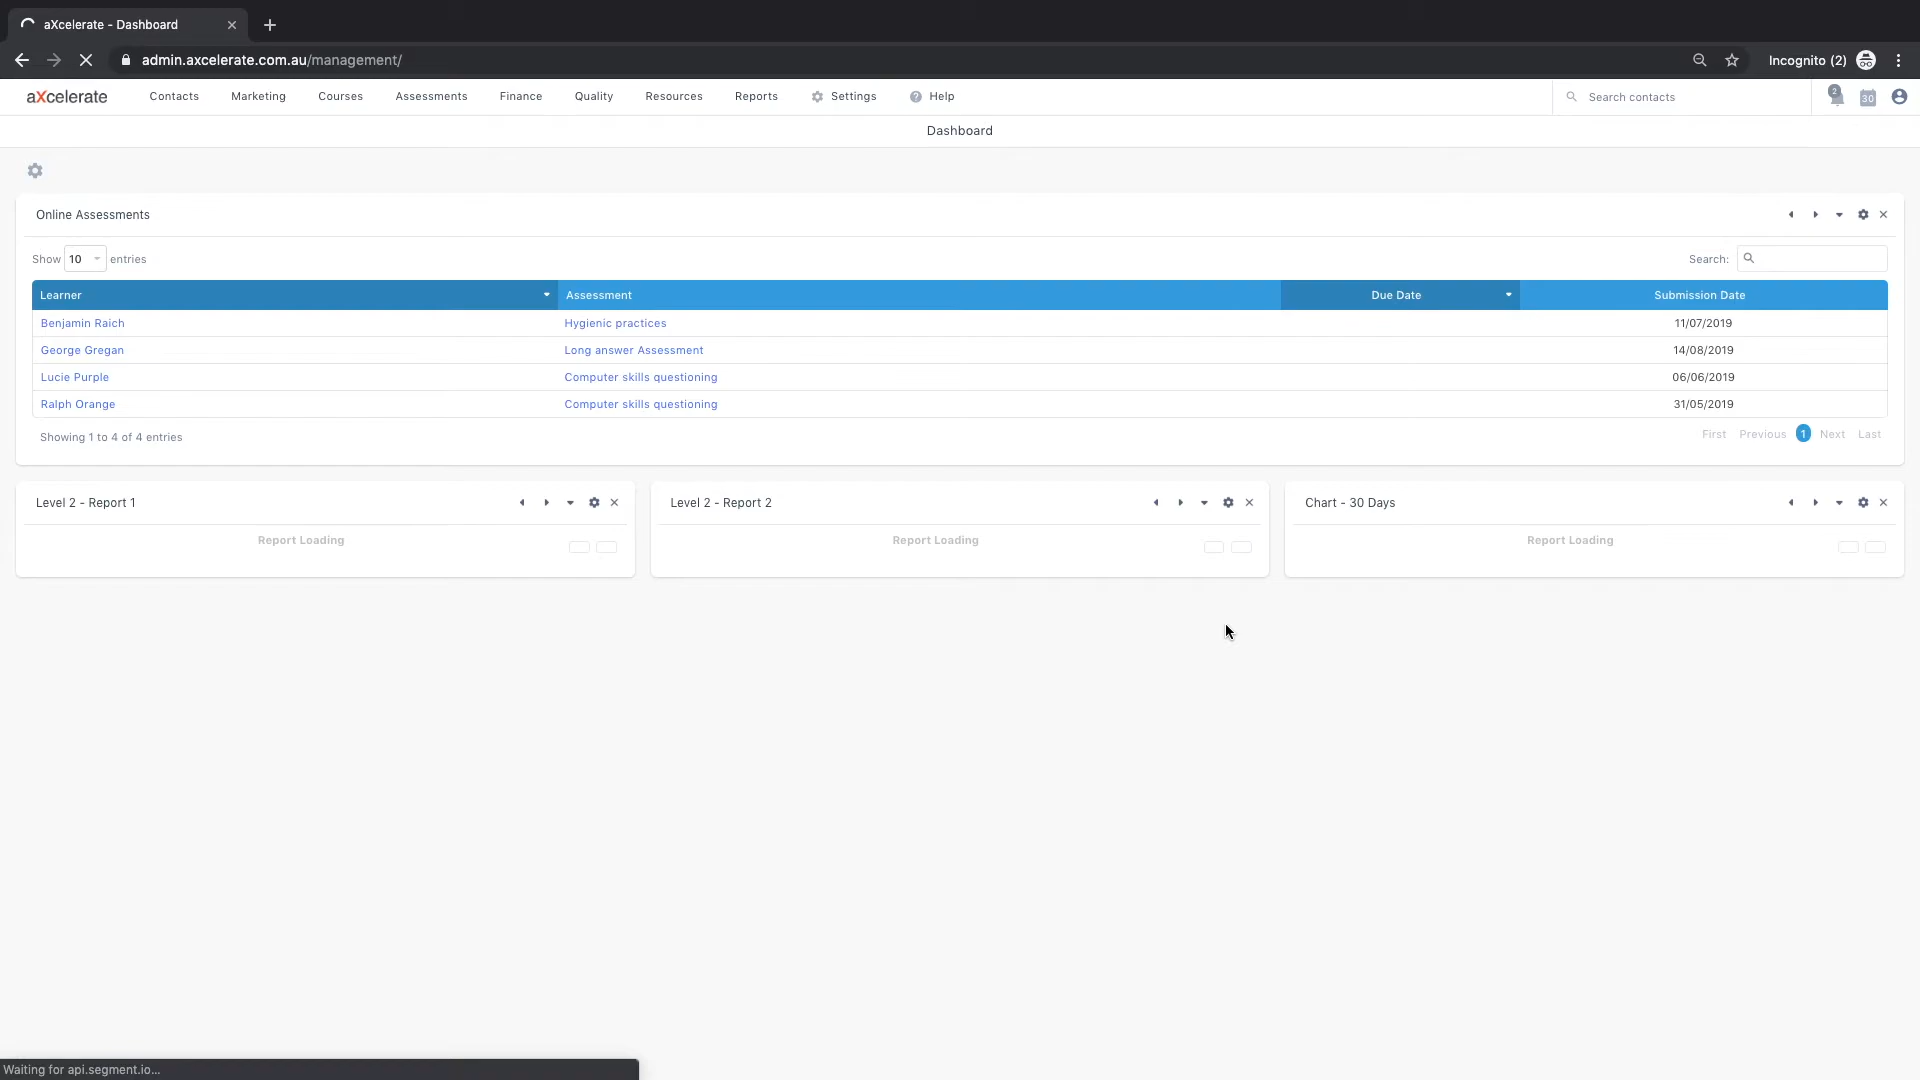 aXcelerate - Dashboard
admin.axcelerate.com.au/management/
Incognito (2)
aXcelerate Contacts Marketing Courses Assessments Finance Quality Resources Reports Settings Help Search contacts 2 30
Dashboard
Online Assessments
Show 10 entries Search:
Learner Assessment Due Date Submission Date
Benjamin Raich Hygienic practices 11/07/2019
George Gregan Long answer Assessment 14/08/2019
Lucie Purple Computer skills questioning 06/06/2019
Ralph Orange Computer skills questioning 31/05/2019
Showing 1 to 4 of 4 entries First Previous 1 Next Last
Level 2 - Report 1
Report Loading
Level 2 - Report 2
Report Loading
Chart - 30 Days
Report Loading
Waiting for api.segment.io...